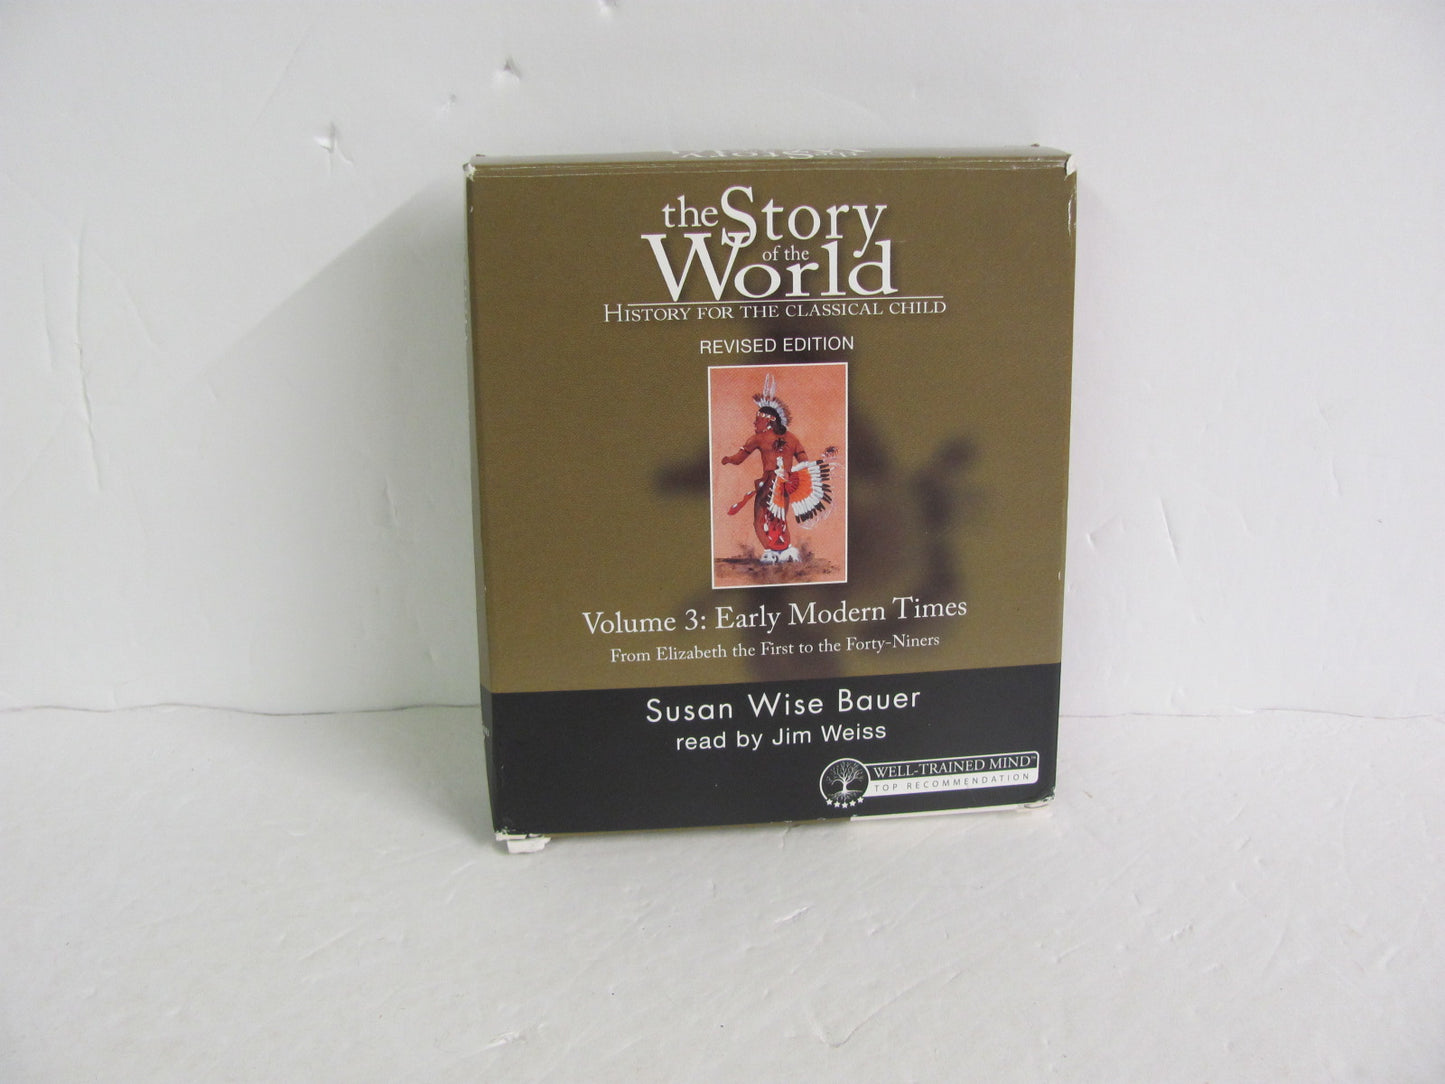 the Story
of the
World
HISTORY FOR THE CLASSICAL CHILD
REVISED EDITION
Volume 3: Early Modern Times
From Elizabeth the First to the Forty-Niners
Susan Wise Bauer
read by Jim Weiss
WELL-TRAINED MIND™
TOP RECOMMENDATION